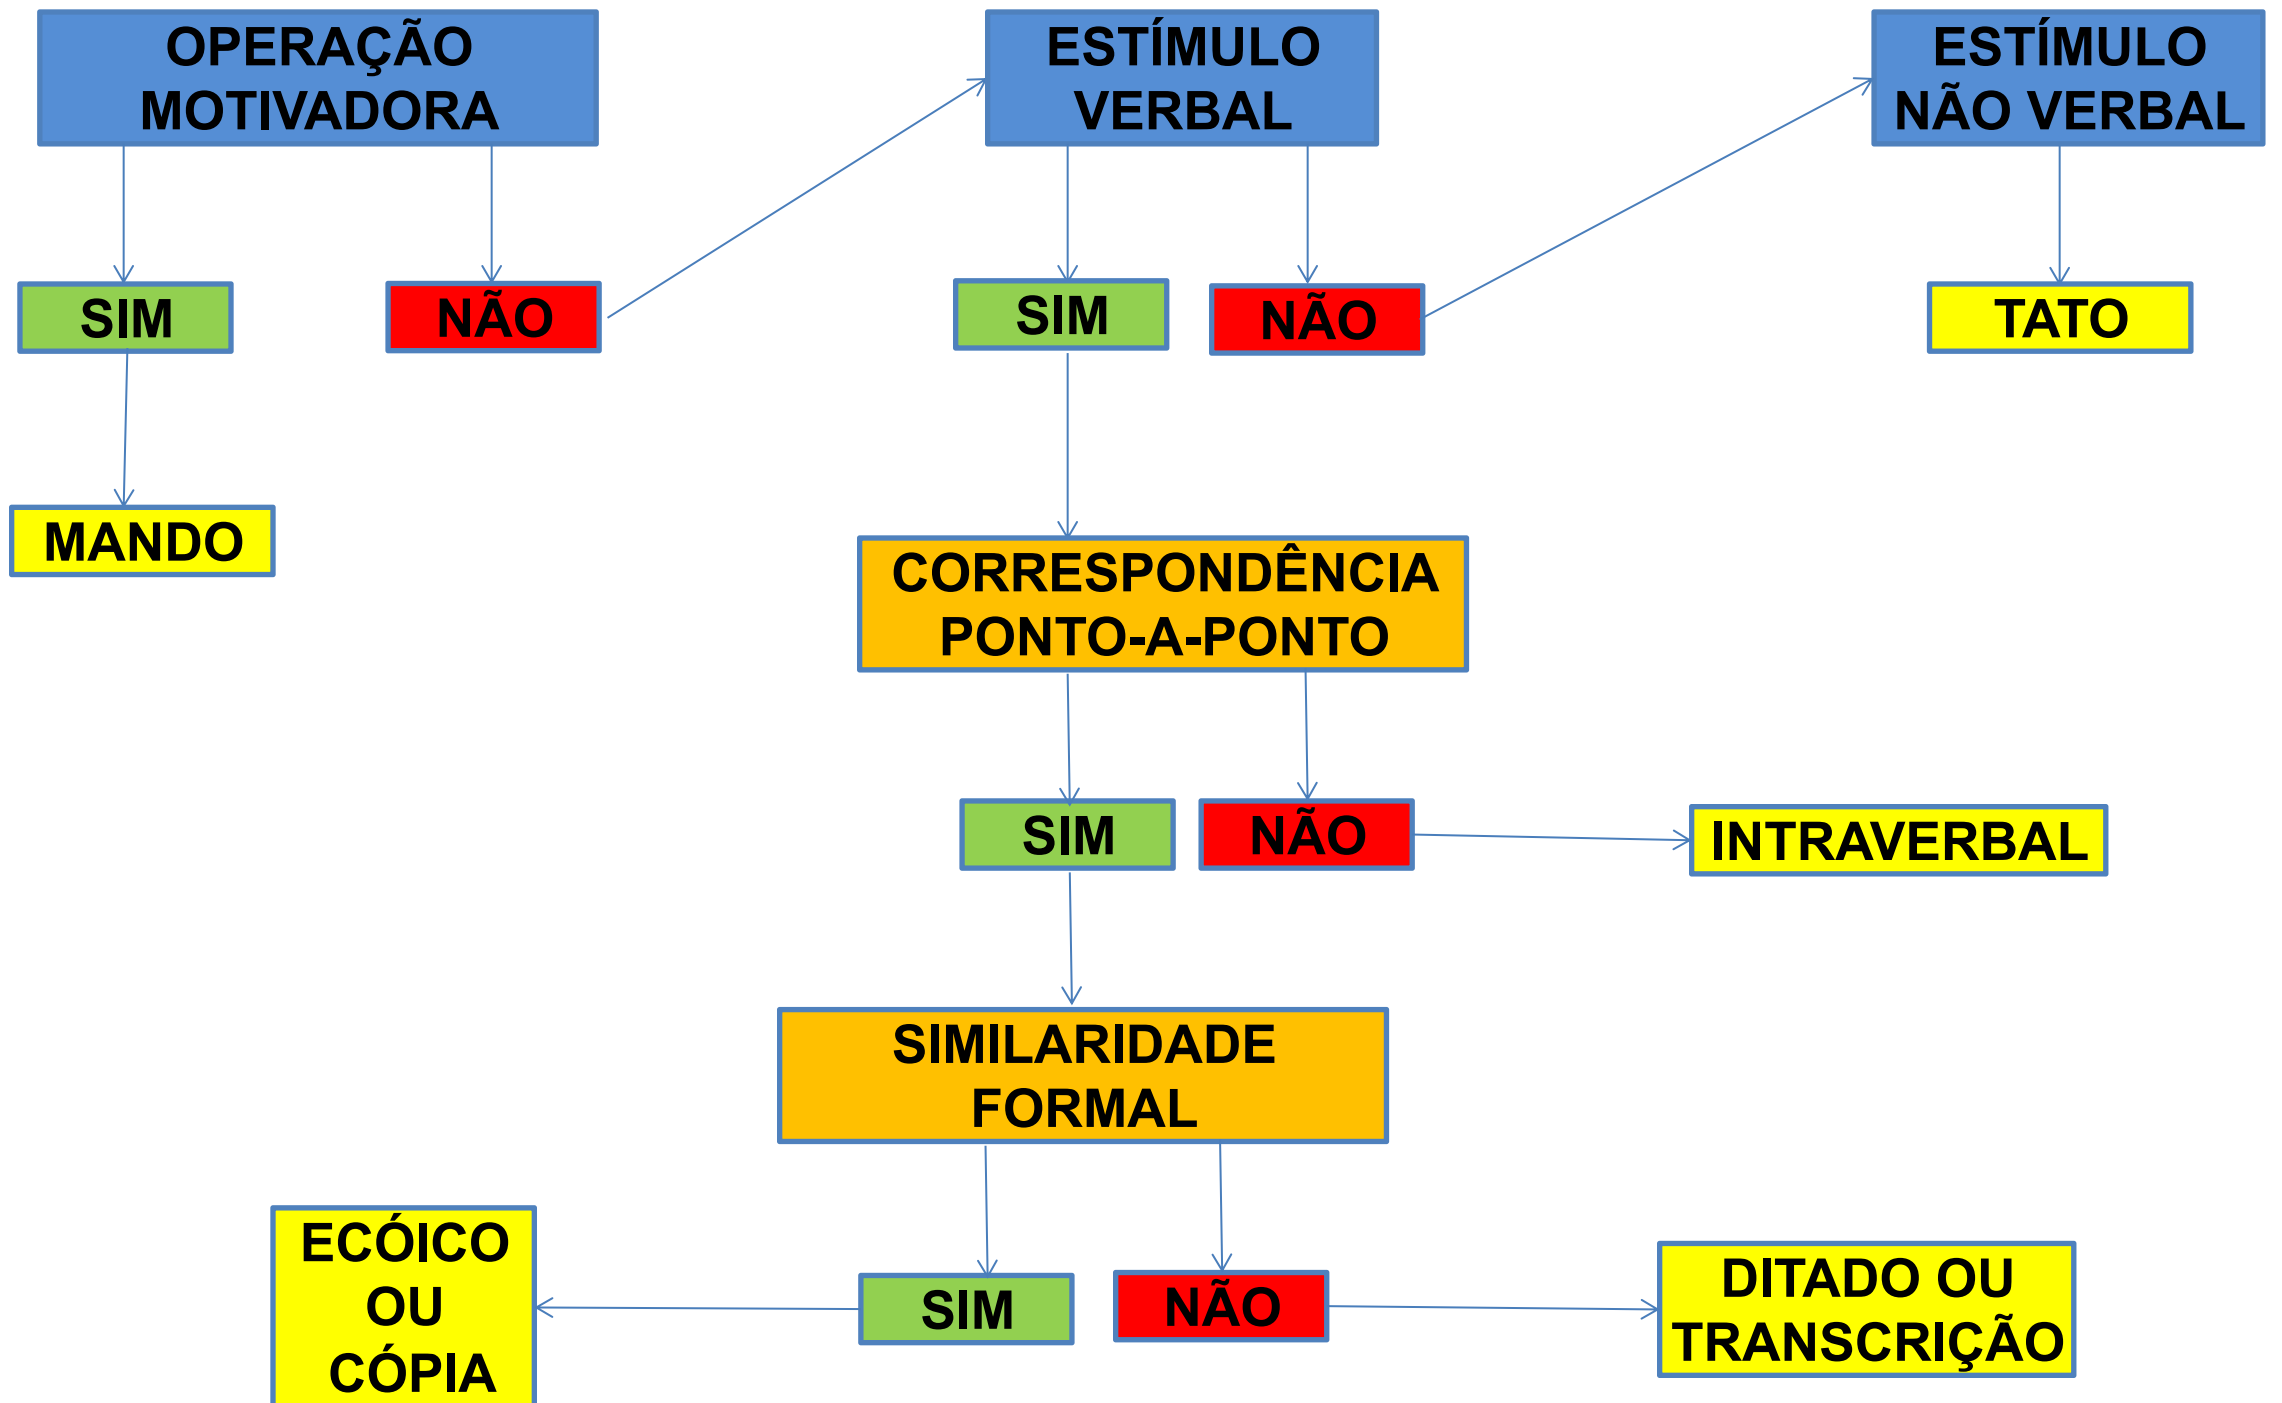 OPERAÇÃO
MOTIVADORA
ESTÍMULO
VERBAL
ESTÍMULO
NÃO VERBAL
SIM
NÃO
SIM
NÃO
TATO
MANDO
CORRESPONDÊNCIA
PONTO-A-PONTO
SIM
NÃO
INTRAVERBAL
SIMILARIDADE
FORMAL
ECÓICO
OU
CÓPIA
SIM
NÃO
DITADO OU
TRANSCRIÇÃO